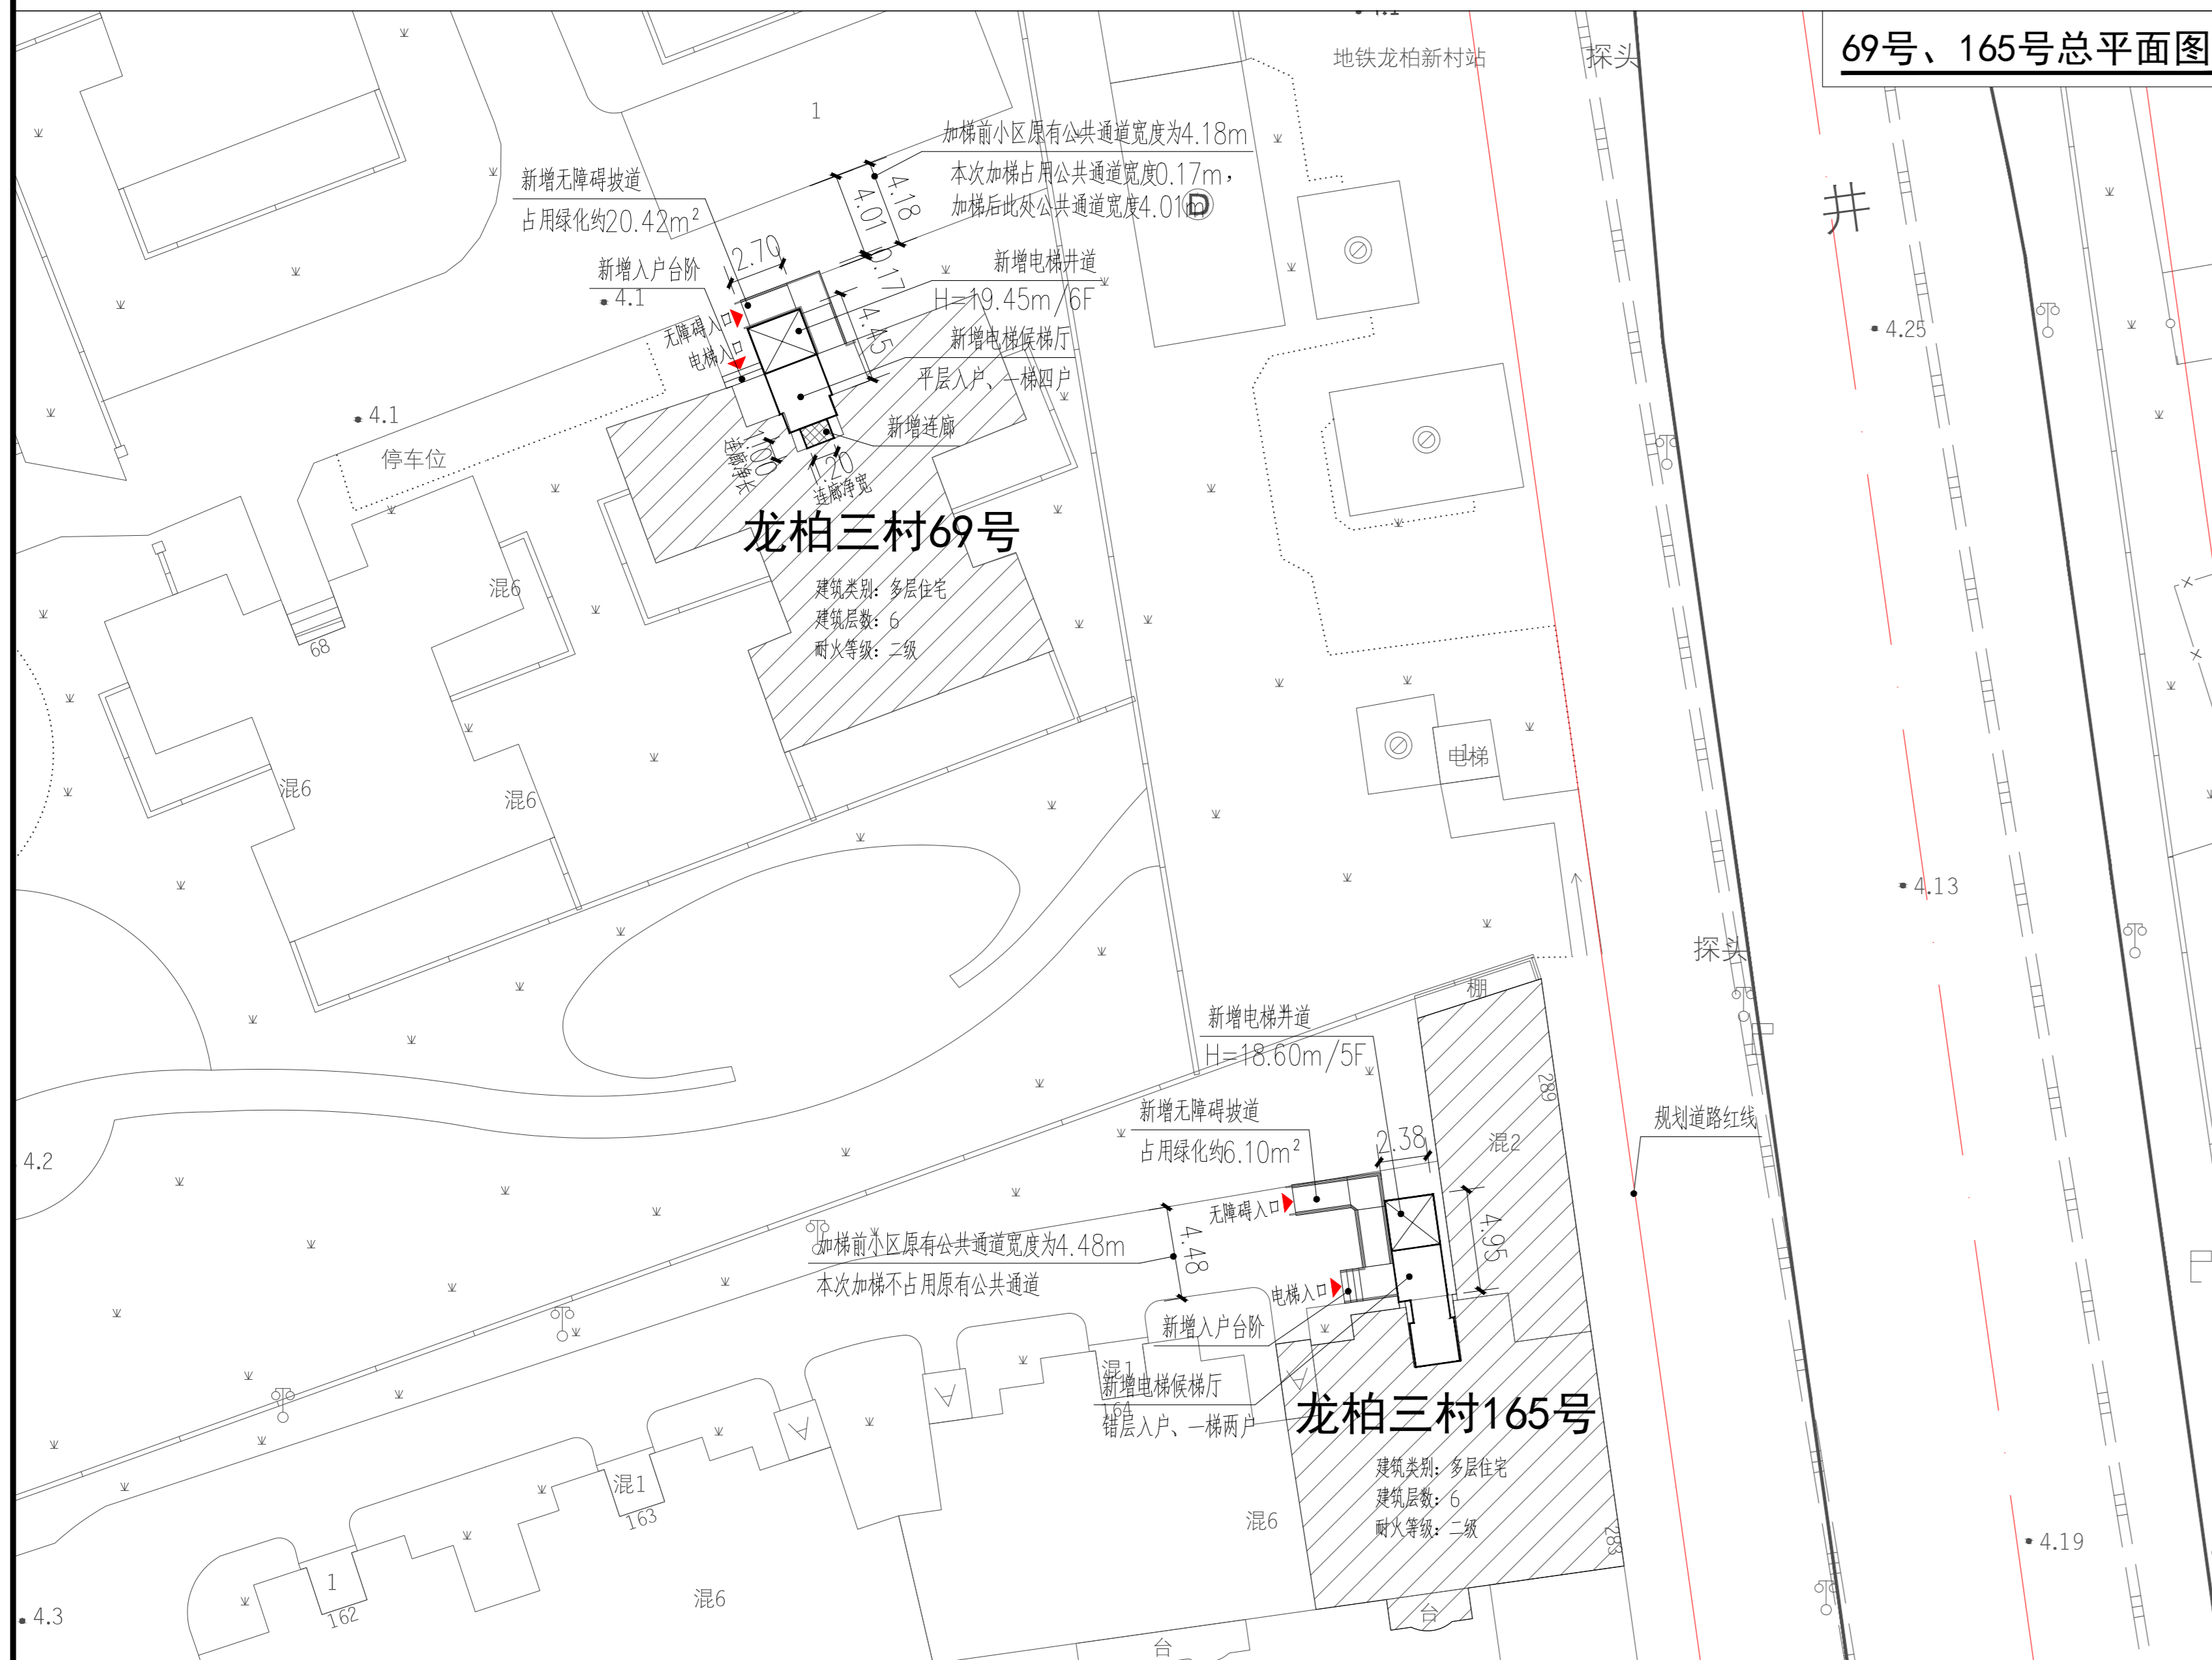 69号、165号总平面图
4.1
地铁龙柏新村站
探头
1
加梯前小区原有公共通道宽度为4.18m
本次加梯占用公共通道宽度0.17m，
加梯后此处公共通道宽度4.01m
D
新增无障碍坡道
占用绿化约20.42m²
4.18
4.01
0.17
井
2.70
新增入户台阶
4.1
新增电梯井道
H=19.45m/6F
无障碍入口
电梯入口
4.45
新增电梯候梯厅
平层入户、一梯四户
4.25
4.1
停车位
新增连廊
1.00
连廊净长
1.20
连廊净宽
龙柏三村69号
建筑类别：多层住宅
建筑层数：6
耐火等级：二级
混6
68
混6
混6
电梯
1
4.13
探头
棚
新增电梯井道
H=18.60m/5F
289
新增无障碍坡道
占用绿化约6.10m²
2.38
混2
规划道路红线
4.2
无障碍入口
加梯前小区原有公共通道宽度为4.48m
本次加梯不占用原有公共通道
4.48
4.95
电梯入口
新增入户台阶
混1
164
新增电梯候梯厅
错层入户、一梯两户
龙柏三村165号
建筑类别：多层住宅
建筑层数：6
耐火等级：二级
混1
163
混6
283
4.19
1
162
混6
4.3
台
台